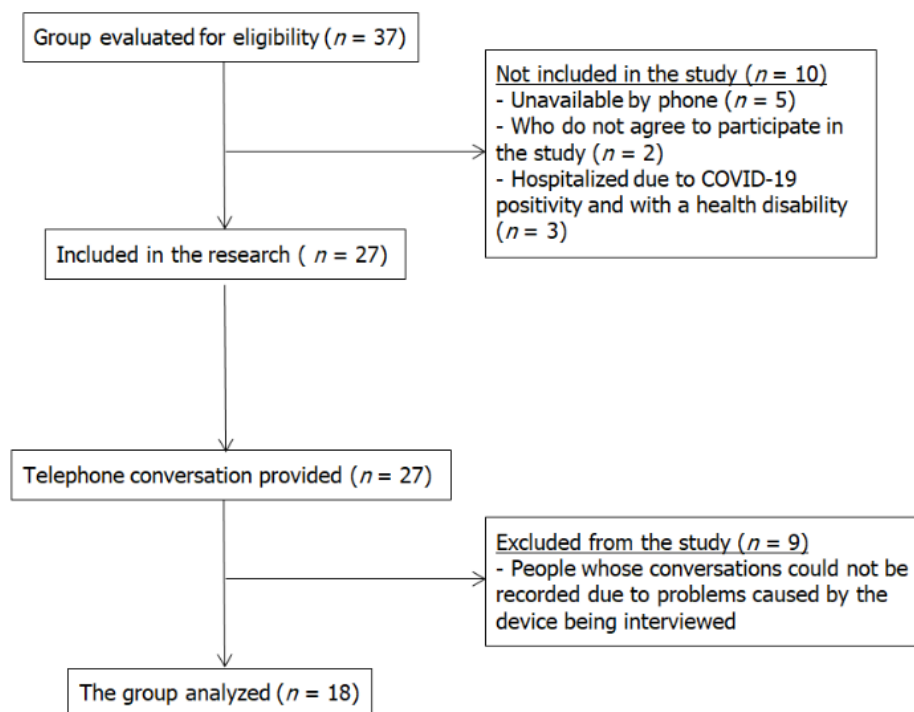 Group evaluated for eligibility (n = 37)
Not included in the study (n = 10)
- Unavailable by phone (n = 5)
- Who do not agree to participate in
the study (n = 2)
- Hospitalized due to COVID-19
positivity and with a health disability
(n = 3)
Included in the research ( n = 27)
Telephone conversation provided (n = 27)
Excluded from the study (n = 9)
- People whose conversations could not be
recorded due to problems caused by the
device being interviewed
The group analyzed (n = 18)